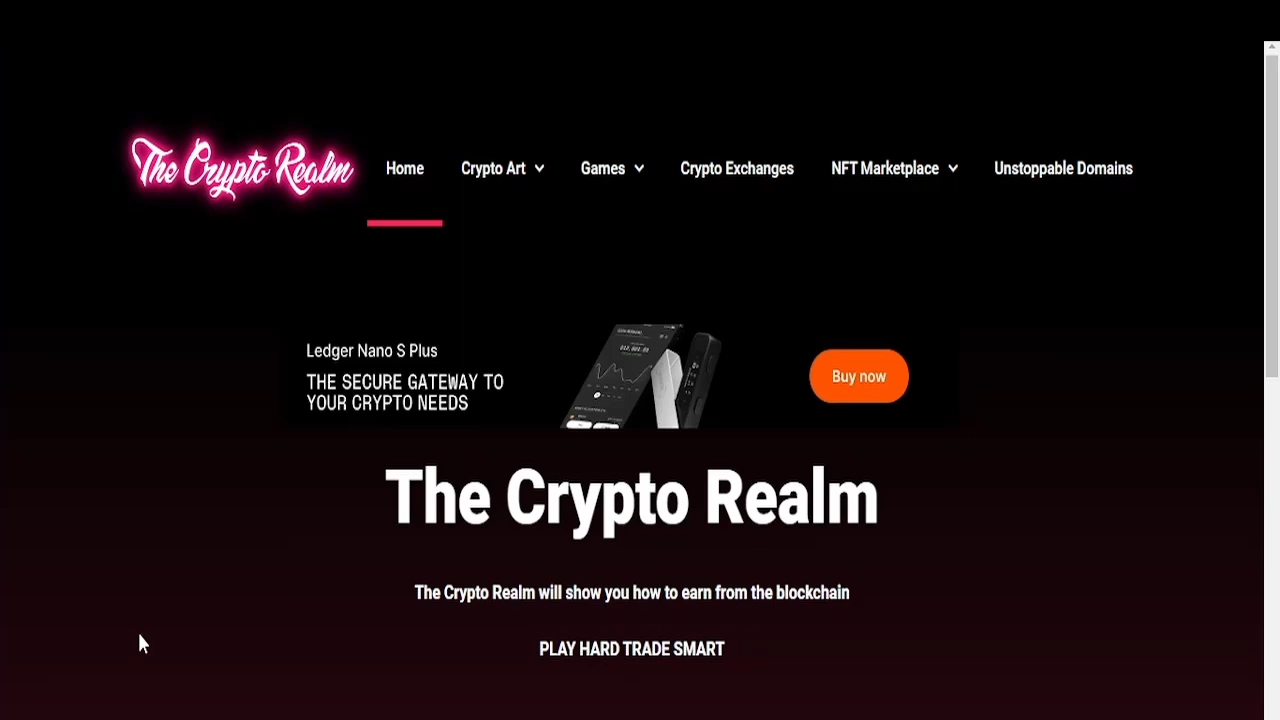 The Crypto Realm
Home
Crypto Art
Games
Crypto Exchanges
NFT Marketplace
Unstoppable Domains
Ledger Nano S Plus
THE SECURE GATEWAY TO
YOUR CRYPTO NEEDS
Buy now
The Crypto Realm
The Crypto Realm will show you how to earn from the blockchain
PLAY HARD TRADE SMART